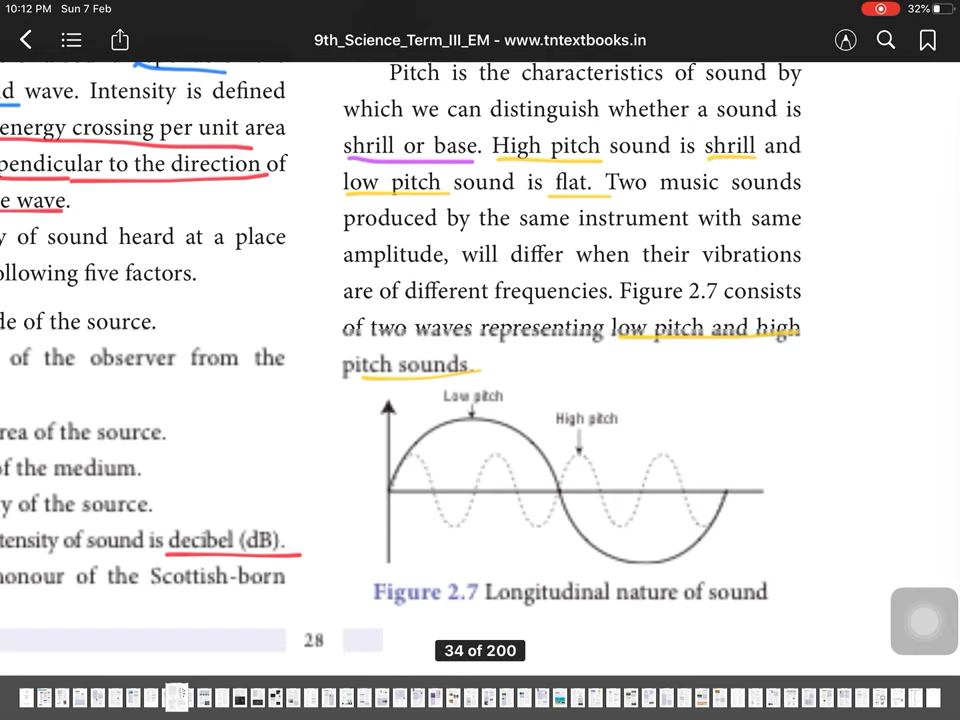 10:12 PM Sun 7 Feb
32%
9th_Science_Term_III_EM - www.tntextbooks.in
d wave. Intensity is defined
energy crossing per unit area
pendicular to the direction of
e wave.
y of sound heard at a place
ollowing five factors.
de of the source.
of the observer from the
rea of the source.
of the medium.
y of the source.
tensity of sound is decibel (dB).
honour of the Scottish-born
28
Pitch is the characteristics of sound by
which we can distinguish whether a sound is
shrill or base. High pitch sound is shrill and
low pitch sound is flat. Two music sounds
produced by the same instrument with same
amplitude, will differ when their vibrations
are of different frequencies. Figure 2.7 consists
of two waves representing low pitch and high
pitch sounds.
Low pitch
High pitch
Figure 2.7 Longitudinal nature of sound
34 of 200